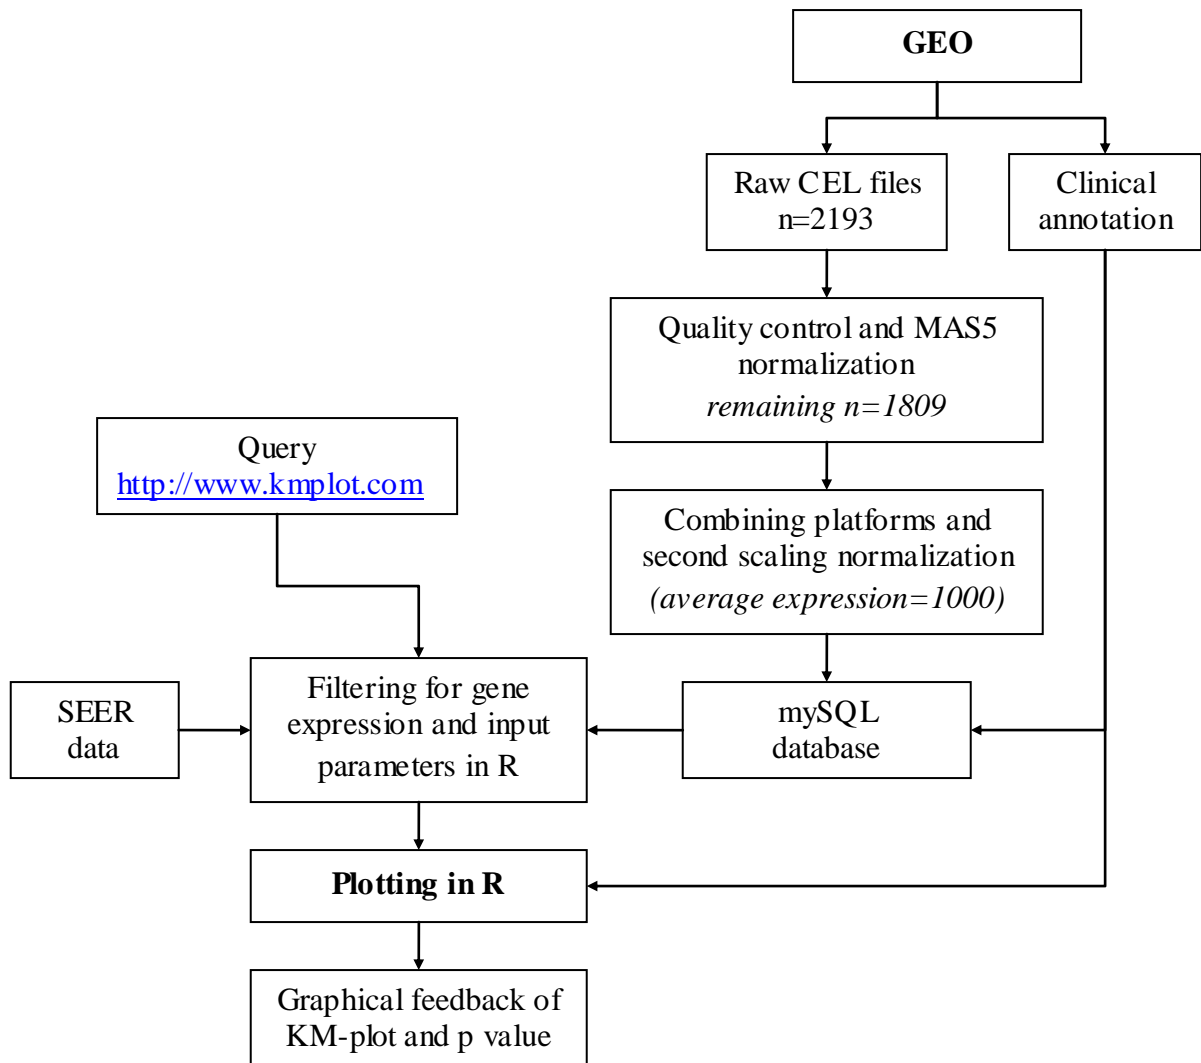 GEO
Raw CEL files
n=2193
Clinical
annotation
Quality control and MAS5
normalization
remaining n=1809
Query
http://www.kmplot.com
Combining platforms and
second scaling normalization
(average expression=1000)
SEER
data
Filtering for gene
expression and input
parameters in R
mySQL
database
Plotting in R
Graphical feedback of
KM-plot and p value